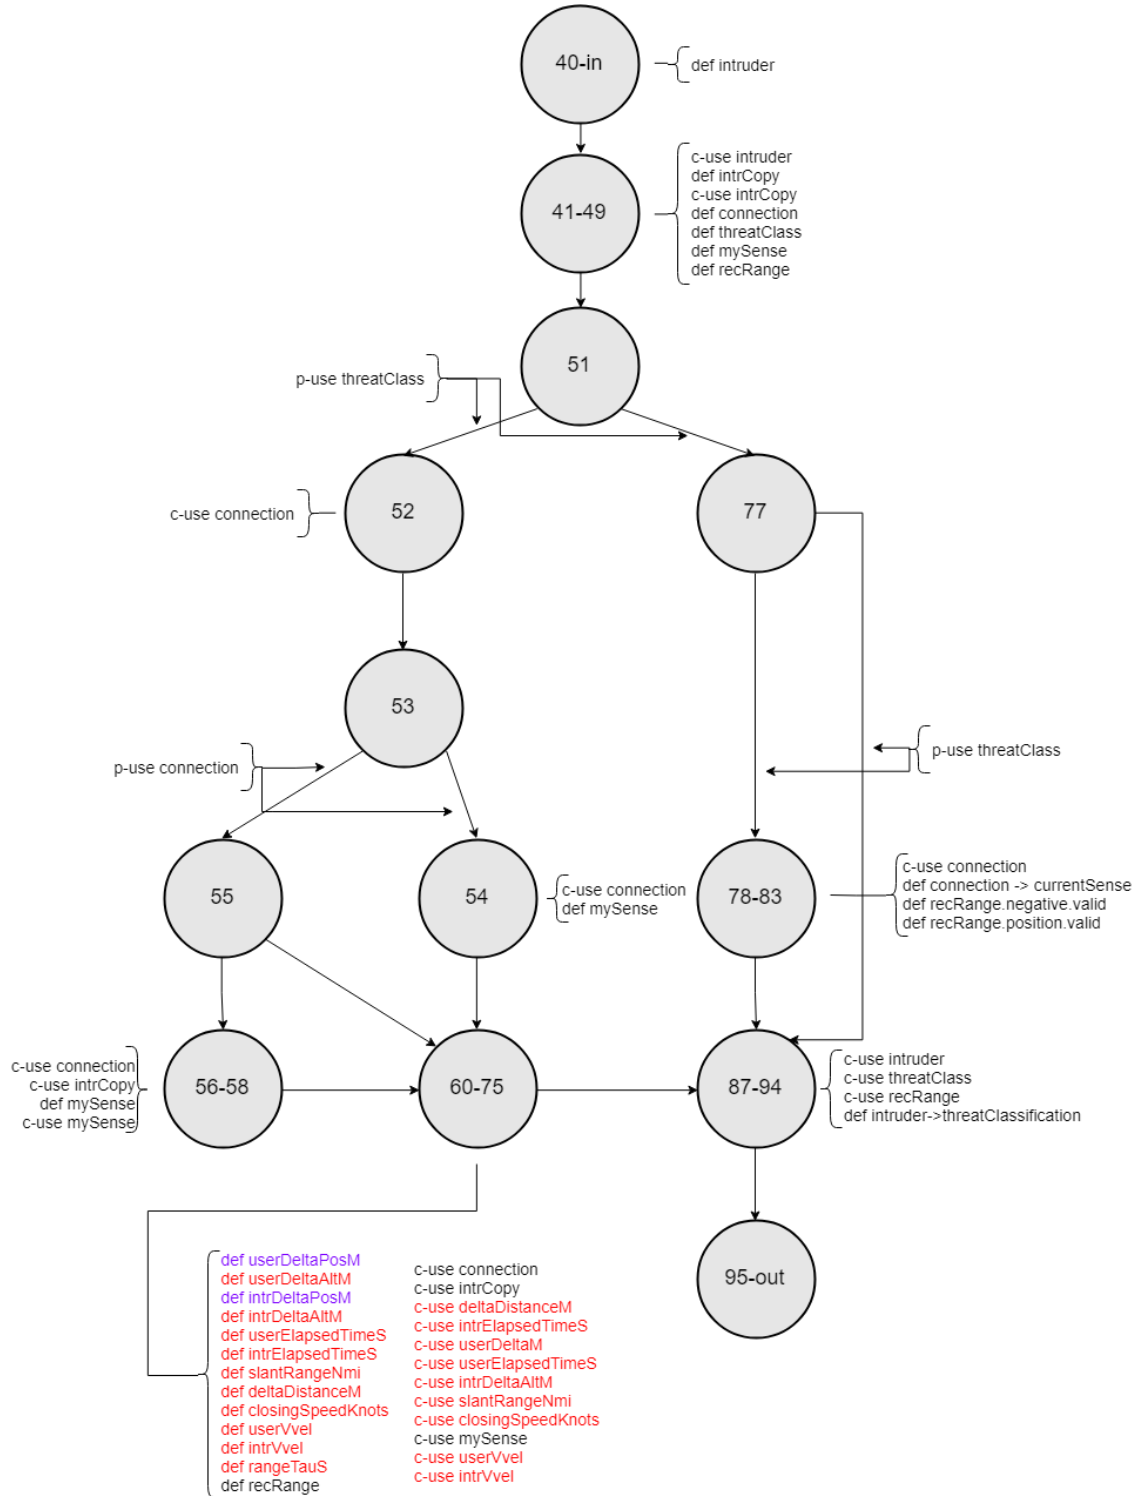 40-in
def intruder
41-49
c-use intruder
def intrCopy
c-use intrCopy
def connection
def threatClass
def mySense
def recRange
51
p-use threatClass
52
c-use connection
77
53
p-use connection
p-use threatClass
55
54
c-use connection
def mySense
78-83
c-use connection
def connection -> currentSense
def recRange.negative.valid
def recRange.position.valid
c-use connection
c-use intrCopy
def mySense
c-use mySense
56-58
60-75
87-94
c-use intruder
c-use threatClass
c-use recRange
def intruder->threatClassification
95-out
def userDeltaPosM
def userDeltaAltM
def intrDeltaPosM
def intrDeltaAltM
def userElapsedTimeS
def intrElapsedTimeS
def slantRangeNmi
def deltaDistanceM
def closingSpeedKnots
def userVvel
def intrVvel
def rangeTauS
def recRange
c-use connection
c-use intrCopy
c-use deltaDistanceM
c-use intrElapsedTimeS
c-use userDeltaM
c-use userElapsedTimeS
c-use intrDeltaAltM
c-use slantRangeNmi
c-use closingSpeedKnots
c-use mySense
c-use userVvel
c-use intrVvel